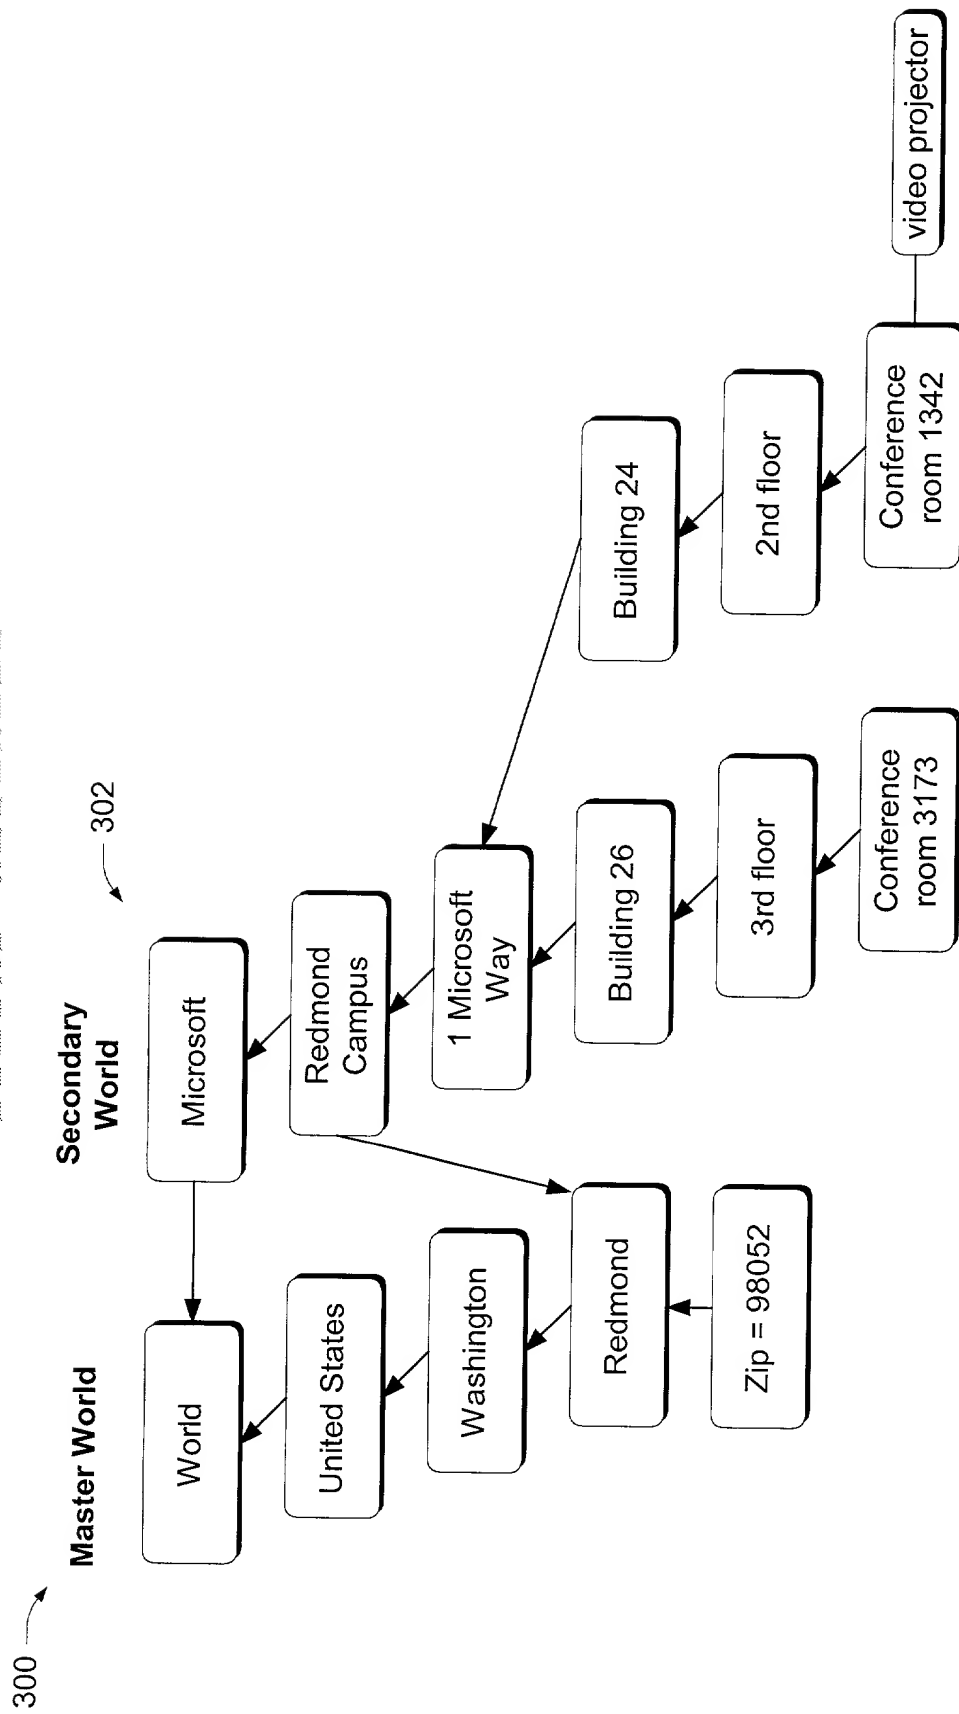 300
Master World
World
United States
Washington
Redmond
Zip = 98052
302
Secondary
World
Microsoft
Redmond
Campus
1 Microsoft
Way
Building 26
3rd floor
Conference
room 3173
Building 24
2nd floor
Conference
room 1342
video projector